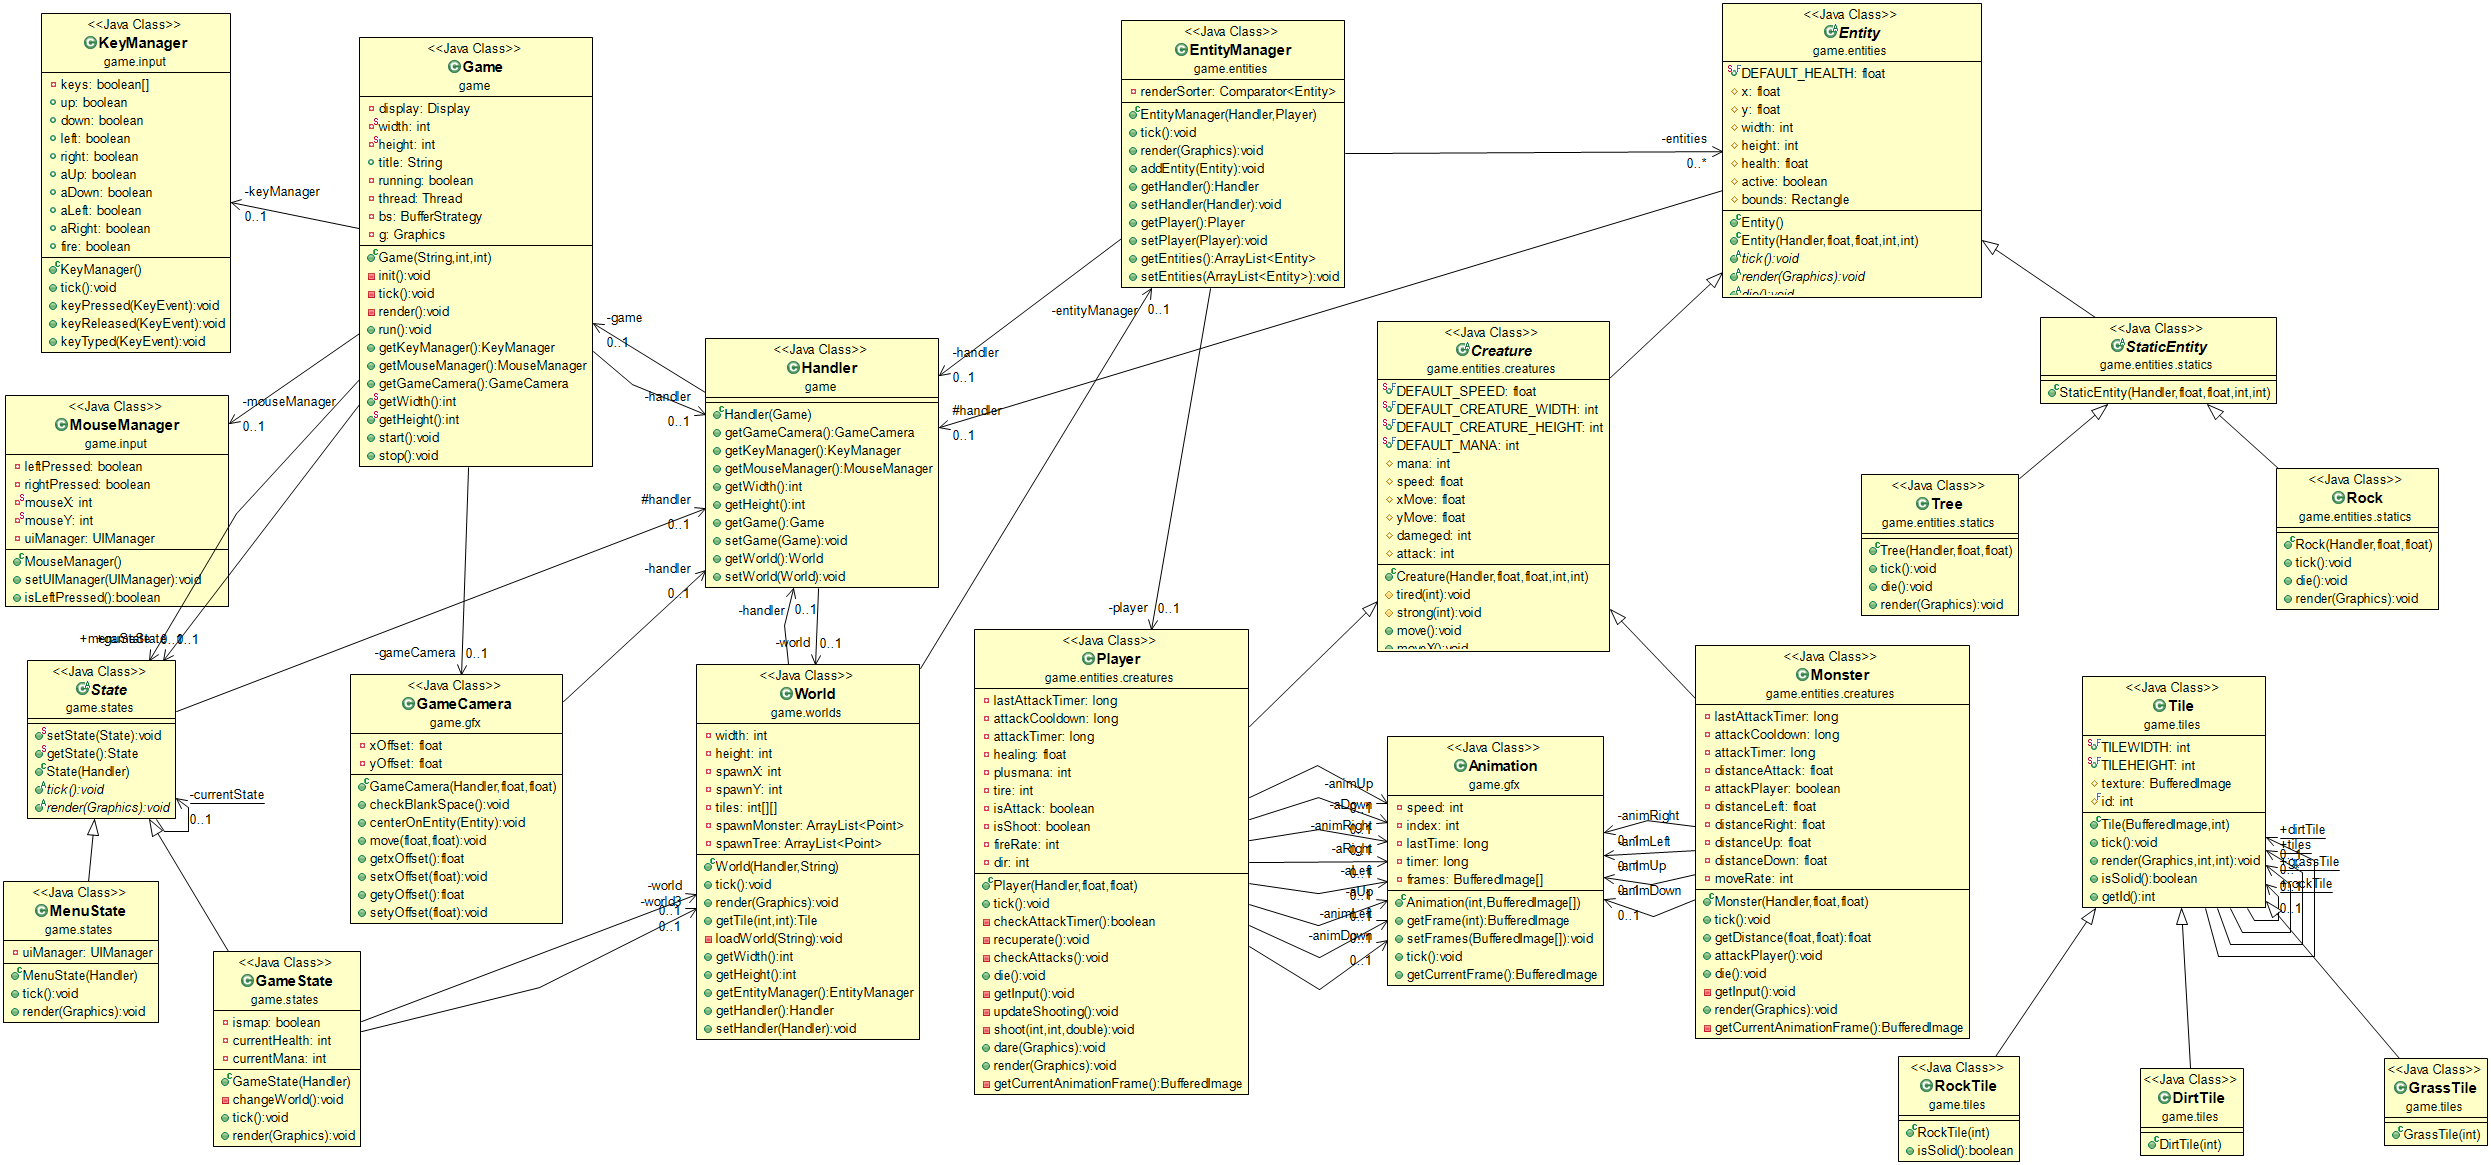 <<Java Class>>
KeyManager
game.input
keys: boolean[]
up: boolean
down: boolean
left: boolean
right: boolean
aUp: boolean
aDown: boolean
aLeft: boolean
aRight: boolean
fire: boolean
KeyManager()
tick():void
keyPressed(KeyEvent):void
keyReleased(KeyEvent):void
keyTyped(KeyEvent):void
<<Java Class>>
Game
game
display: Display
width: int
height: int
title: String
running: boolean
thread: Thread
bs: BufferStrategy
g: Graphics
Game(String,int,int)
init():void
tick():void
render():void
run():void
getKeyManager():KeyManager
getMouseManager():MouseManager
getGameCamera():GameCamera
getWidth():int
getHeight():int
start():void
stop():void
-keyManager
0..1
-mouseManager
0..1
<<Java Class>>
MouseManager
game.input
leftPressed: boolean
rightPressed: boolean
mouseX: int
mouseY: int
uiManager: UIManager
MouseManager()
setUIManager(UIManager):void
isLeftPressed():boolean
-game
0..1
-handler
0..1
<<Java Class>>
Handler
game
Handler(Game)
getGameCamera():GameCamera
getKeyManager():KeyManager
getMouseManager():MouseManager
getWidth():int
getHeight():int
getGame():Game
setGame(Game):void
getWorld():World
setWorld(World):void
#handler
0..1
-handler
0..1
-handler
0..1
-world
0..1
<<Java Class>>
EntityManager
game.entities
renderSorter: Comparator<Entity>
EntityManager(Handler,Player)
tick():void
render(Graphics):void
addEntity(Entity):void
getHandler():Handler
setHandler(Handler):void
getPlayer():Player
setPlayer(Player):void
getEntities():ArrayList<Entity>
setEntities(ArrayList<Entity>):void
-entities
0..*
-entityManager
0..1
-handler
0..1
#handler
0..1
-player
0..1
<<Java Class>>
Entity
game.entities
DEFAULT_HEALTH: float
x: float
y: float
width: int
height: int
health: float
active: boolean
bounds: Rectangle
Entity()
Entity(Handler,float,float,int,int)
tick():void
render(Graphics):void
die():void
<<Java Class>>
Creature
game.entities.creatures
DEFAULT_SPEED: float
DEFAULT_CREATURE_WIDTH: int
DEFAULT_CREATURE_HEIGHT: int
DEFAULT_MANA: int
mana: int
speed: float
xMove: float
yMove: float
dameged: int
attack: int
Creature(Handler,float,float,int,int)
tired(int):void
strong(int):void
move():void
moveX():void
<<Java Class>>
StaticEntity
game.entities.statics
StaticEntity(Handler,float,float,int,int)
<<Java Class>>
Tree
game.entities.statics
Tree(Handler,float,float)
tick():void
die():void
render(Graphics):void
<<Java Class>>
Rock
game.entities.statics
Rock(Handler,float,float)
tick():void
die():void
render(Graphics):void
0..1
-gameCamera
0..1
<<Java Class>>
State
game.states
setState(State):void
getState():State
State(Handler)
tick():void
render(Graphics):void
-currentState
0..1
<<Java Class>>
GameCamera
game.gfx
xOffset: float
yOffset: float
GameCamera(Handler,float,float)
checkBlankSpace():void
centerOnEntity(Entity):void
move(float,float):void
getxOffset():float
setxOffset(float):void
getyOffset():float
setyOffset(float):void
<<Java Class>>
World
game.worlds
width: int
height: int
spawnX: int
spawnY: int
tiles: int[][]
spawnMonster: ArrayList<Point>
spawnTree: ArrayList<Point>
World(Handler,String)
tick():void
render(Graphics):void
getTile(int,int):Tile
loadWorld(String):void
getWidth():int
getHeight():int
getEntityManager():EntityManager
getHandler():Handler
setHandler(Handler):void
-world
-world3
0..1
0..1
<<Java Class>>
MenuState
game.states
uiManager: UIManager
MenuState(Handler)
tick():void
render(Graphics):void
<<Java Class>>
GameState
game.states
ismap: boolean
currentHealth: int
currentMana: int
GameState(Handler)
changeWorld():void
tick():void
render(Graphics):void
<<Java Class>>
Player
game.entities.creatures
lastAttackTimer: long
attackCooldown: long
attackTimer: long
healing: float
plusmana: int
tire: int
isAttack: boolean
isShoot: boolean
fireRate: int
dir: int
Player(Handler,float,float)
tick():void
checkAttackTimer():boolean
recuperate():void
checkAttacks():void
die():void
getInput():void
updateShooting():void
shoot(int,int,double):void
dare(Graphics):void
render(Graphics):void
getCurrentAnimationFrame():BufferedImage
-animUp
-aDown
-animRight
-aRight
-aLeft
-aUp
-animLeft
-animDown
0..1
<<Java Class>>
Animation
game.gfx
speed: int
index: int
lastTime: long
timer: long
frames: BufferedImage[]
Animation(int,BufferedImage[])
getFrame(int):BufferedImage
setFrames(BufferedImage[]):void
tick():void
getCurrentFrame():BufferedImage
-animRight
-animLeft
-animUp
-animDown
0..1
<<Java Class>>
Monster
game.entities.creatures
lastAttackTimer: long
attackCooldown: long
attackTimer: long
distanceAttack: float
attackPlayer: boolean
distanceLeft: float
distanceRight: float
distanceUp: float
distanceDown: float
moveRate: int
Monster(Handler,float,float)
tick():void
getDistance(float,float):float
attackPlayer():void
die():void
getInput():void
render(Graphics):void
getCurrentAnimationFrame():BufferedImage
<<Java Class>>
Tile
game.tiles
TILEWIDTH: int
TILEHEIGHT: int
texture: BufferedImage
id: int
Tile(BufferedImage,int)
tick():void
render(Graphics,int,int):void
isSolid():boolean
getId():int
+dirtTile
+tiles
+grassTile
+rockTile
0..1
<<Java Class>>
RockTile
game.tiles
RockTile(int)
isSolid():boolean
<<Java Class>>
DirtTile
game.tiles
DirtTile(int)
<<Java Class>>
GrassTile
game.tiles
GrassTile(int)